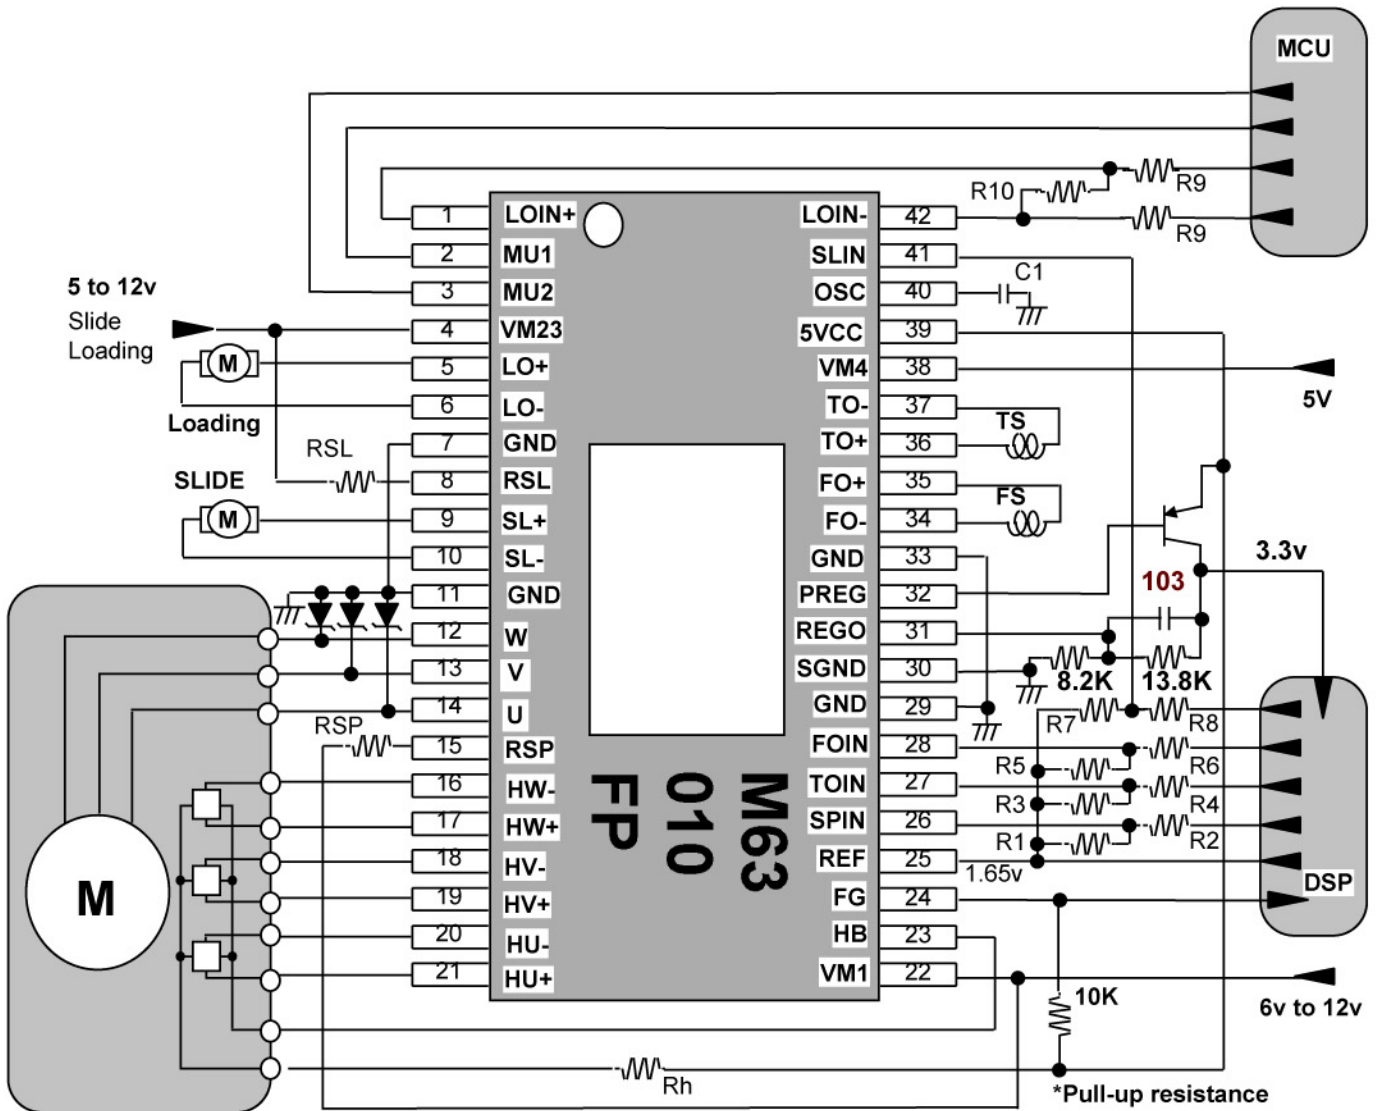 MCU
R10
R9
R9
1 LOIN+
LOIN- 42
2 MU1
SLIN 41
3 MU2
OSC 40
C1
5 to 12v
Slide
Loading
4 VM23
5VCC 39
M
5 LO+
VM4 38
5V
Loading
6 LO-
TO- 37
TS
7 GND
TO+ 36
RSL
8 RSL
FO+ 35
FS
SLIDE
M
9 SL+
FO- 34
10 SL-
GND 33
3.3v
11 GND
PREG 32
103
12 W
REGO 31
13 V
SGND 30
8.2K
13.8K
14 U
GND 29
R7
R8
RSP
15 RSP
FOIN 28
R5
R6
16 HW-
TOIN 27
R3
R4
17 HW+
SPIN 26
R1
R2
18 HV-
REF 25
1.65v
DSP
19 HV+
FG 24
20 HU-
HB 23
21 HU+
VM1 22
M63
010
FP
M
10K
6v to 12v
Rh
*Pull-up resistance